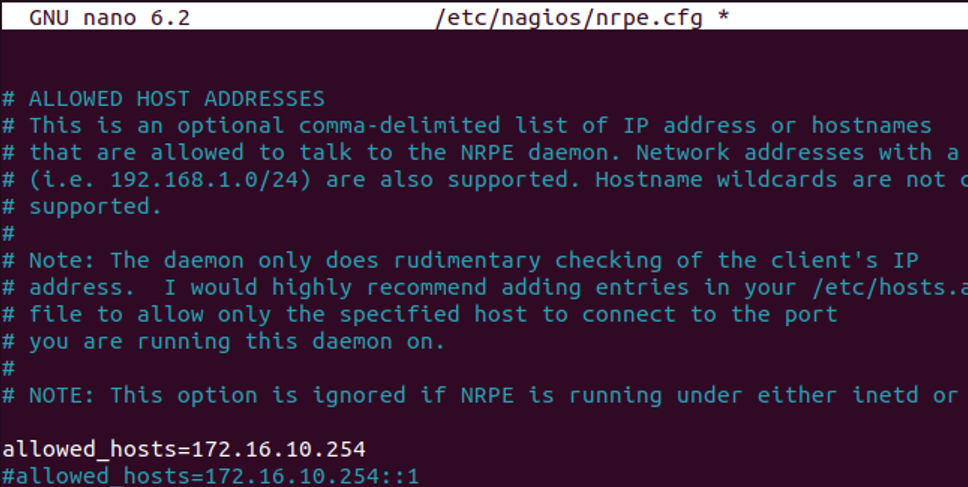 GNU nano 6.2 /etc/nagios/nrpe.cfg *
# ALLOWED HOST ADDRESSES
# This is an optional comma-delimited list of IP address or hostnames
# that are allowed to talk to the NRPE daemon. Network addresses with a
# (i.e. 192.168.1.0/24) are also supported. Hostname wildcards are not
# supported.
#
# Note: The daemon only does rudimentary checking of the client's IP
# address.  I would highly recommend adding entries in your /etc/hosts.a
# file to allow only the specified host to connect to the port
# you are running this daemon on.
#
# NOTE: This option is ignored if NRPE is running under either inetd or
allowed_hosts=172.16.10.254
#allowed_hosts=172.16.10.254::1